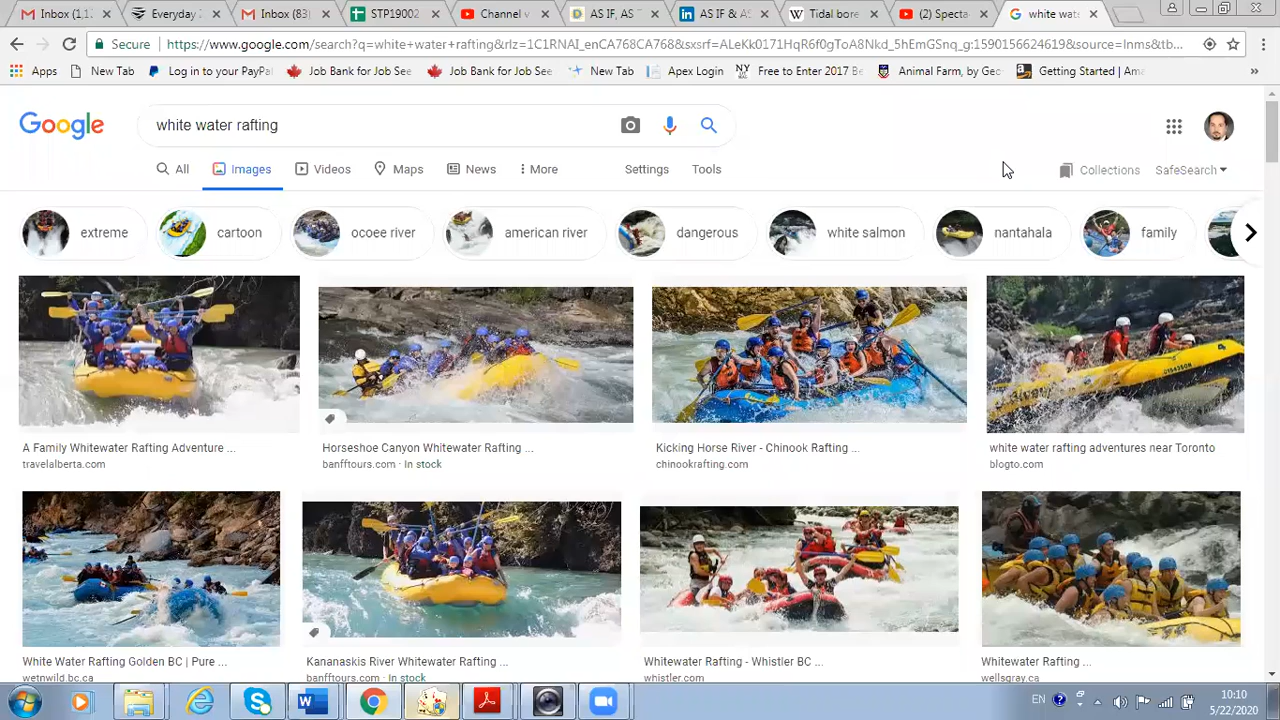 Inbox (1,1
Everyday
Inbox (83)
STP19002
Channel v
AS IF, AS
AS IF & AS
Tidal bore
(2) Specta
white wat
Secure
https://www.google.com/search?q=white+water+rafting&rlz=1C1RNAI_enCA768CA768&sxsrf=ALeKk0171HqR6f0gToA8Nkd_5hEmGSnq_g:1590156624619&source=lnms&tb...
Apps
New Tab
Log in to your PayPa
Job Bank for Job See
Job Bank for Job See
New Tab
Apex Login
NY
Free to Enter 2017 Be
Animal Farm, by Geo
Getting Started | Ama
»
Google
white water rafting
All
Images
Videos
Maps
News
More
Settings
Tools
Collections
SafeSearch
extreme
cartoon
ocoee river
american river
dangerous
white salmon
nantahala
family
A Family Whitewater Rafting Adventure ...
travelalberta.com
Horseshoe Canyon Whitewater Rafting ...
banfftours.com · In stock
Kicking Horse River - Chinook Rafting ...
chinookrafting.com
white water rafting adventures near Toronto
blogto.com
White Water Rafting Golden BC | Pure ...
wetnwild.bc.ca
Kananaskis River Whitewater Rafting ...
banfftours.com · In stock
Whitewater Rafting - Whistler BC ...
whistler.com
Whitewater Rafting ...
wellsgray.ca
EN
10:10
5/22/2020